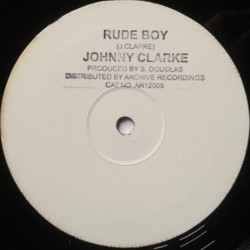 RUDE BOY
(J.CLARKE)
JOHNNY CLARKE
PRODUCED BY S. DOUGLAS
DISTRIBUTED BY ARCHIVE RECORDINGS
CAT NO. AR12005